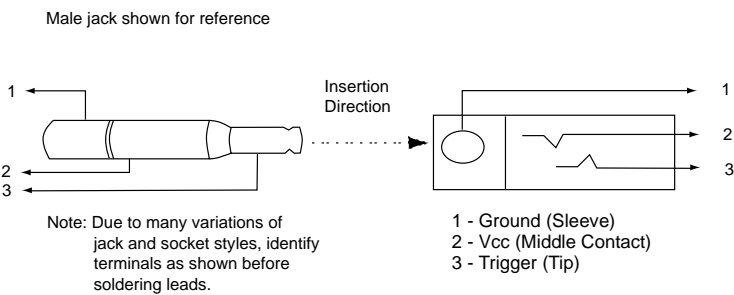 Male jack shown for reference
Insertion
Direction
1
2
3
1
2
3
Note: Due to many variations of
jack and socket styles, identify
terminals as shown before
soldering leads.
1 - Ground (Sleeve)
2 - Vcc (Middle Contact)
3 - Trigger (Tip)